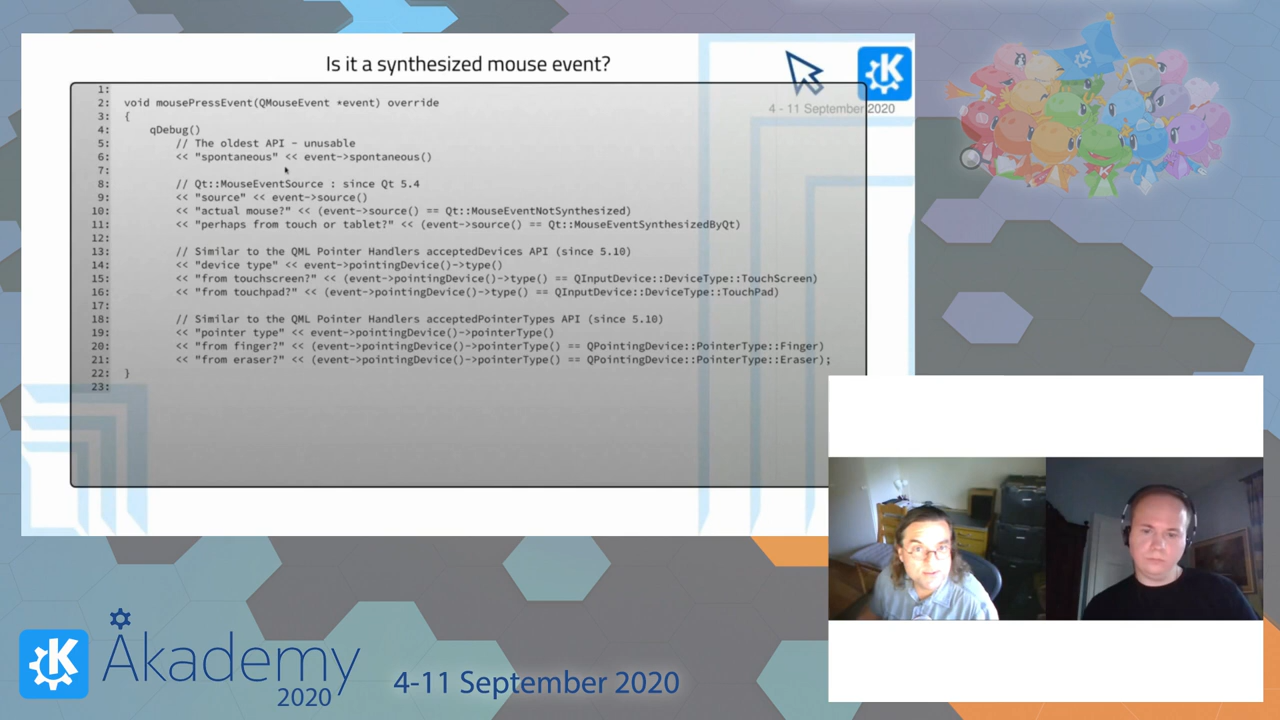 Is it a synthesized mouse event?
4 - 11 September 2020
1:
2: void mousePressEvent(QMouseEvent *event) override
3: {
4: qDebug()
5: // The oldest API - unusable
6: << "spontaneous" << event->spontaneous()
7:
8: // Qt::MouseEventSource : since Qt 5.4
9: << "source" << event->source()
10: << "actual mouse?" << (event->source() == Qt::MouseEventNotSynthesized)
11: << "perhaps from touch or tablet?" << (event->source() == Qt::MouseEventSynthesizedByQt)
12:
13: // Similar to the QML Pointer Handlers acceptedDevices API (since 5.10)
14: << "device type" << event->pointingDevice()->type()
15: << "from touchscreen?" << (event->pointingDevice()->type() == QInputDevice::DeviceType::TouchScreen)
16: << "from touchpad?" << (event->pointingDevice()->type() == QInputDevice::DeviceType::TouchPad)
17:
18: // Similar to the QML Pointer Handlers acceptedPointerTypes API (since 5.10)
19: << "pointer type" << event->pointingDevice()->pointerType()
20: << "from finger?" << (event->pointingDevice()->pointerType() == QPointingDevice::PointerType::Finger)
21: << "from eraser?" << (event->pointingDevice()->pointerType() == QPointingDevice::PointerType::Eraser);
22: }
23:
Akademy
2020
4-11 September 2020